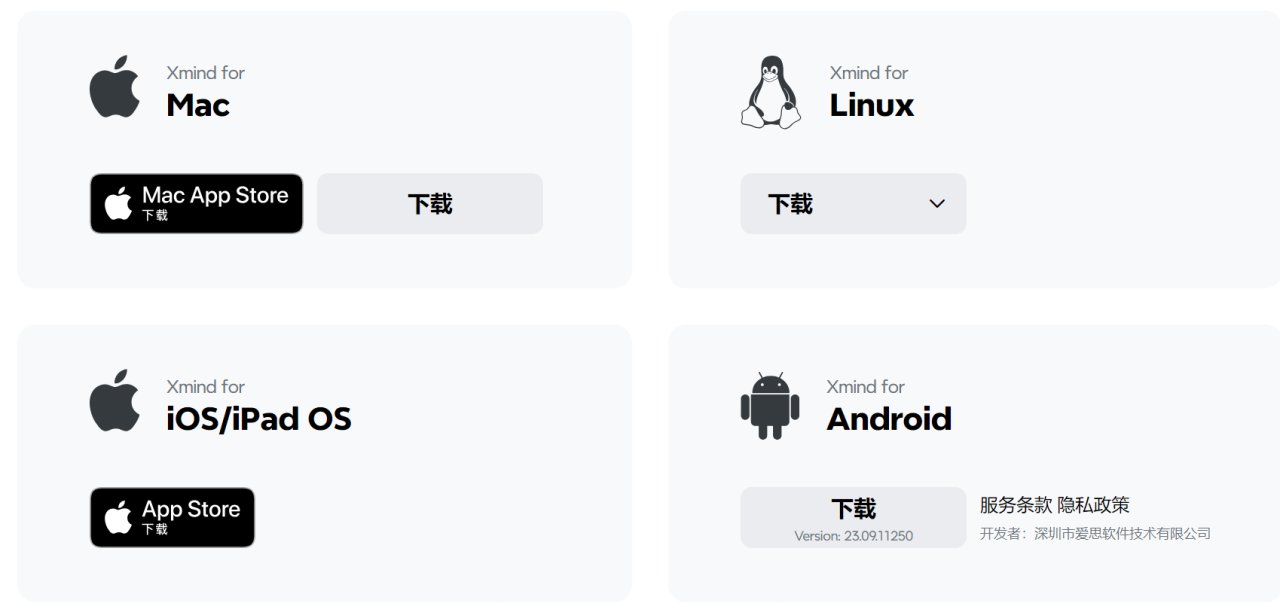 Xmind for
Mac
Mac App Store
下载
下载
Xmind for
Linux
下载
Xmind for
iOS/iPad OS
App Store
下载
Xmind for
Android
下载
Version: 23.09.11250
服务条款 隐私政策
开发者：深圳市爱思软件技术有限公司